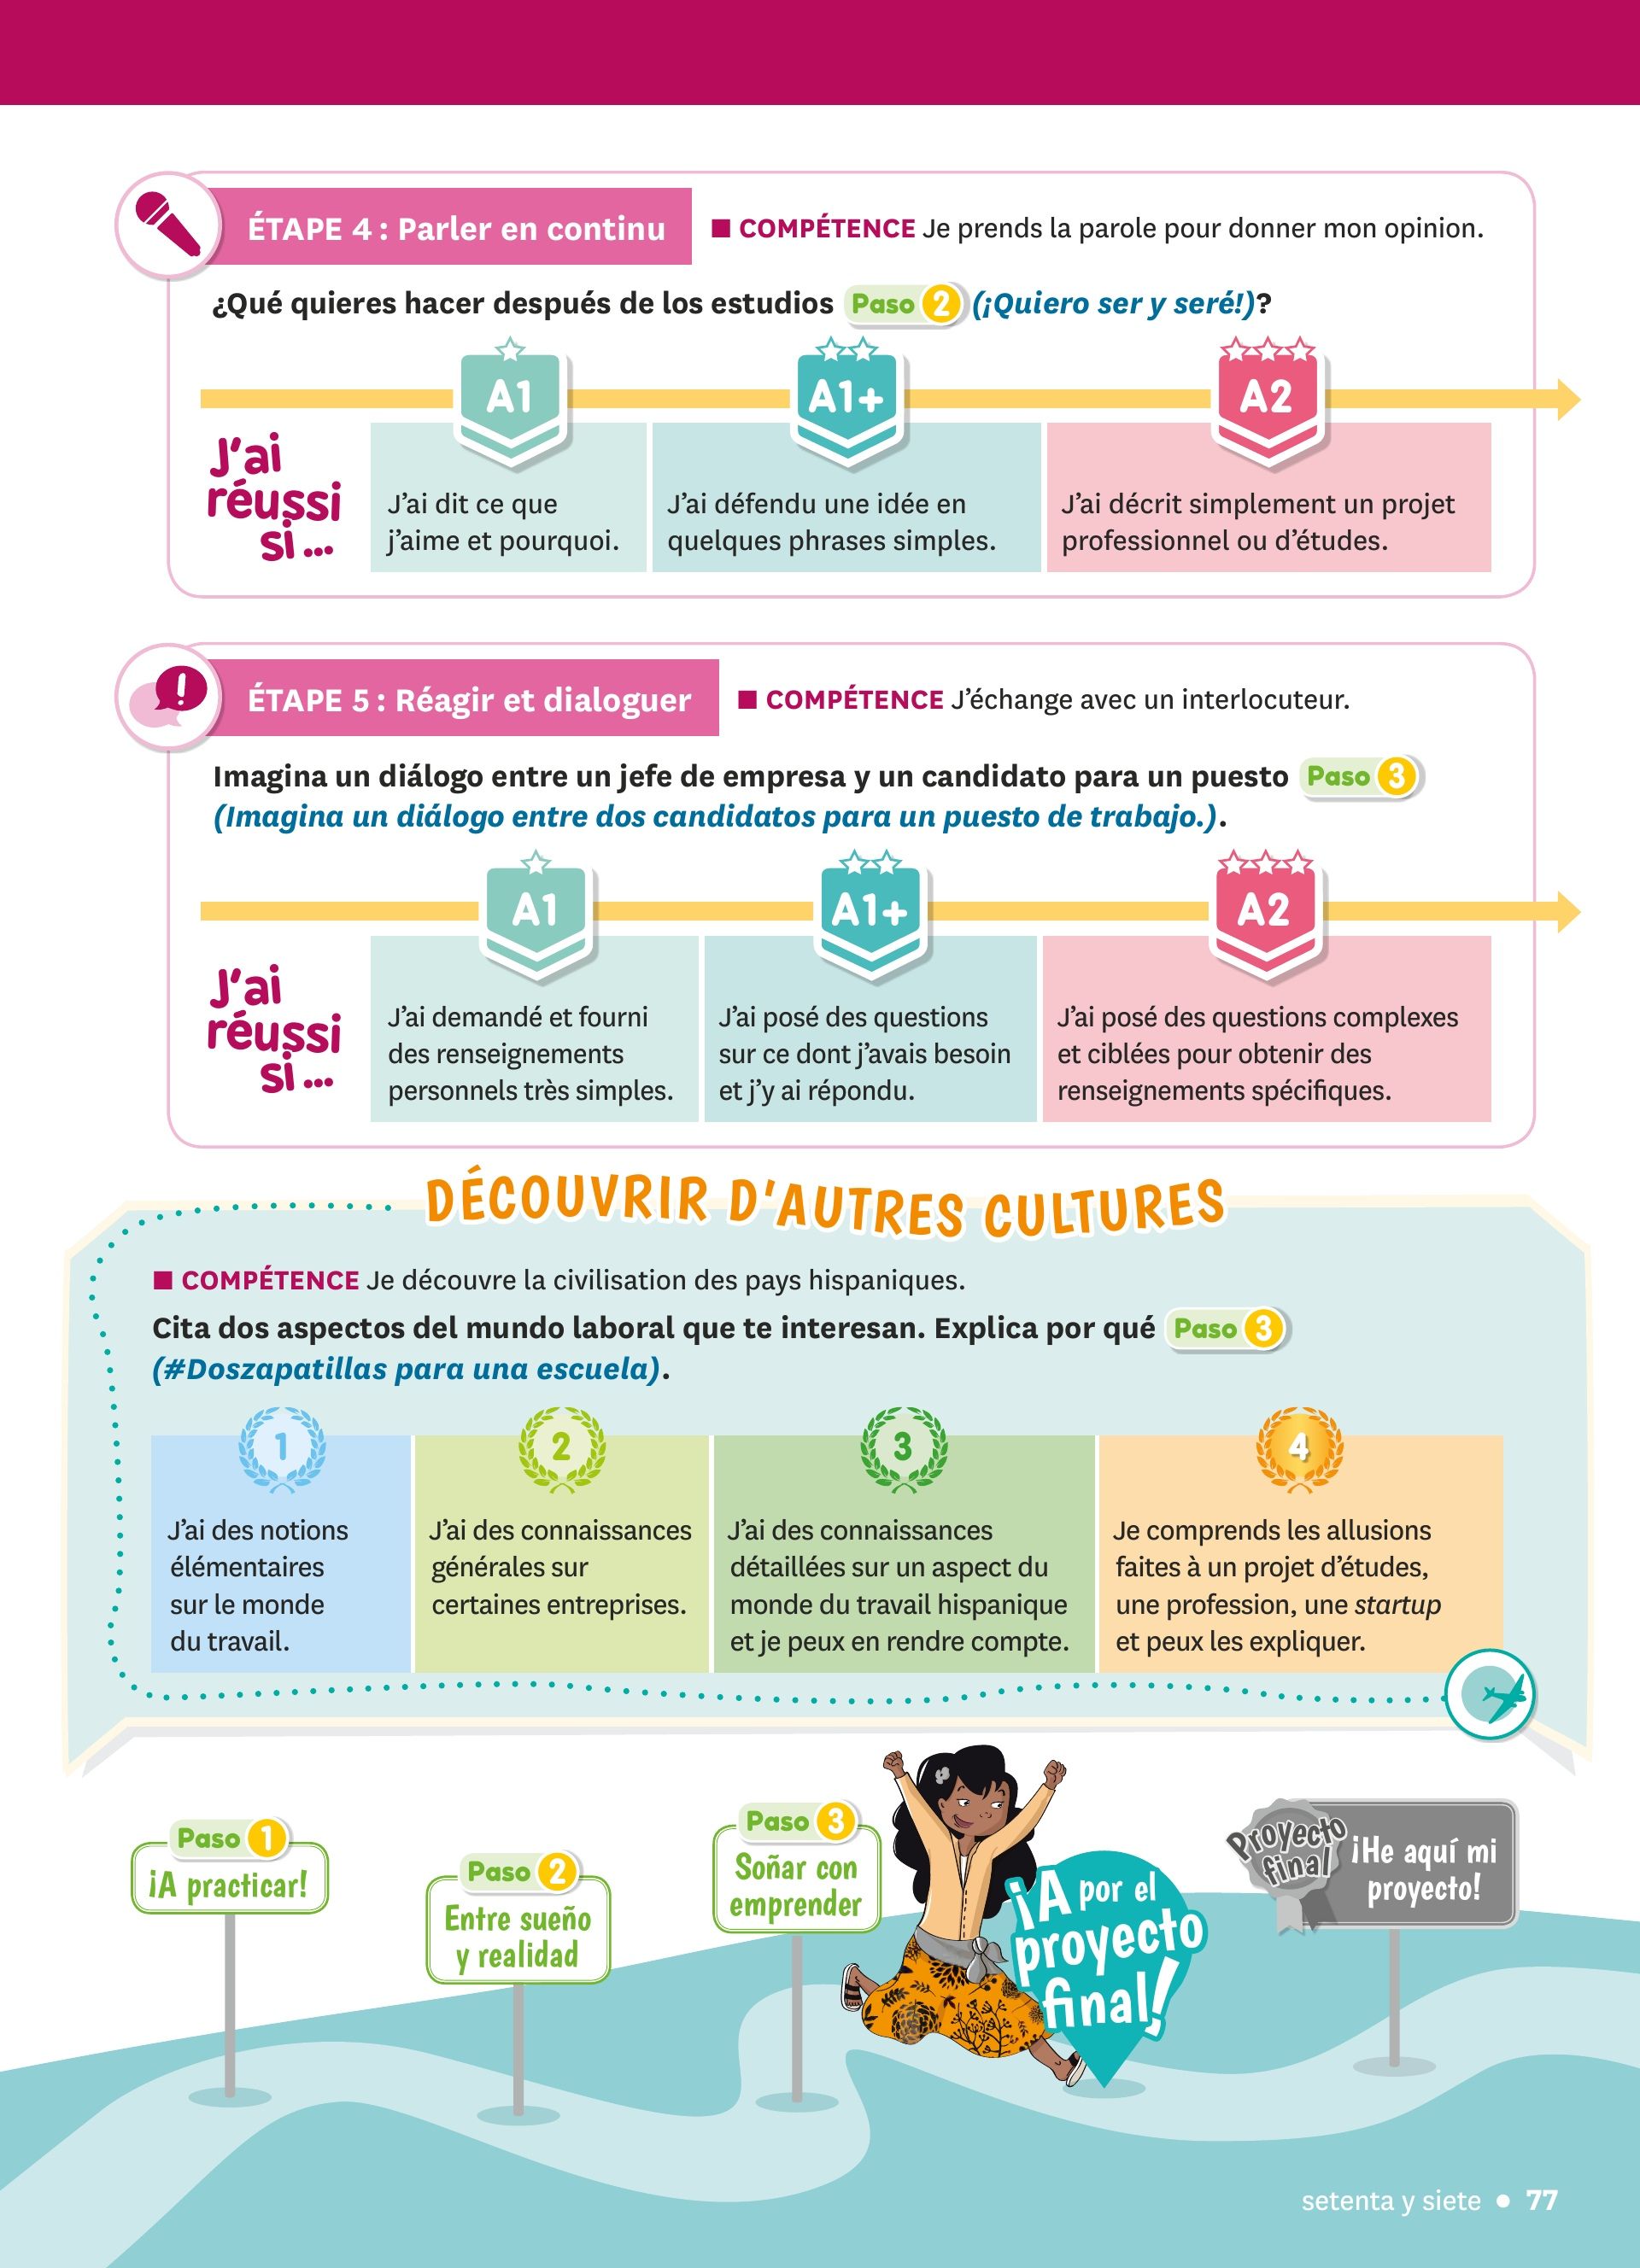 ÉTAPE 4 : Parler en continu
■ COMPÉTENCE Je prends la parole pour donner mon opinion.
¿Qué quieres hacer después de los estudios Paso 2 (¡Quiero ser y seré!)?
A1
A1+
A2
J'ai
réussi
si ...
J'ai dit ce que
j'aime et pourquoi.
J'ai défendu une idée en
quelques phrases simples.
J'ai décrit simplement un projet
professionnel ou d'études.
!
ÉTAPE 5 : Réagir et dialoguer
■ COMPÉTENCE J'échange avec un interlocuteur.
Imagina un diálogo entre un jefe de empresa y un candidato para un puesto Paso 3
(Imagina un diálogo entre dos candidatos para un puesto de trabajo.).
A1
A1+
A2
J'ai
réussi
si ...
J'ai demandé et fourni
des renseignements
personnels très simples.
J'ai posé des questions
sur ce dont j'avais besoin
et j'y ai répondu.
J'ai posé des questions complexes
et ciblées pour obtenir des
renseignements spécifiques.
DÉCOUVRIR D'AUTRES CULTURES
■ COMPÉTENCE Je découvre la civilisation des pays hispaniques.
Cita dos aspectos del mundo laboral que te interesan. Explica por qué Paso 3
(#Doszapatillas para una escuela).
1
2
3
4
J'ai des notions
élémentaires
sur le monde
du travail.
J'ai des connaissances
générales sur
certaines entreprises.
J'ai des connaissances
détaillées sur un aspect du
monde du travail hispanique
et je peux en rendre compte.
Je comprends les allusions
faites à un projet d'études,
une profession, une startup
et peux les expliquer.
Paso 1
¡A practicar!
Paso 2
Entre sueño
y realidad
Paso 3
Soñar con
emprender
¡A por el
proyecto
final!
Proyecto
final
¡He aquí mi
proyecto!
setenta y siete • 77